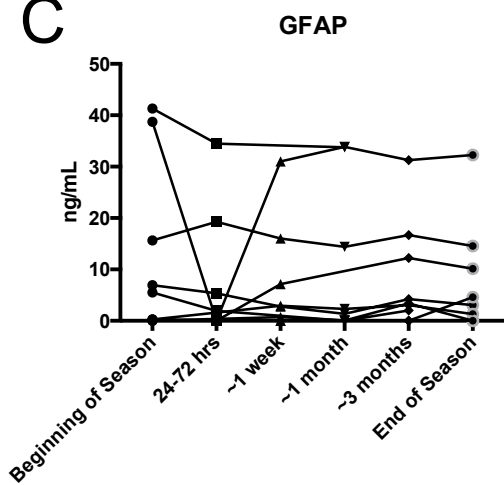 C
GFAP
ng/mL
50
40
30
20
10
0
Beginning of Season
24-72 hrs
~1 week
~1 month
~3 months
End of Season